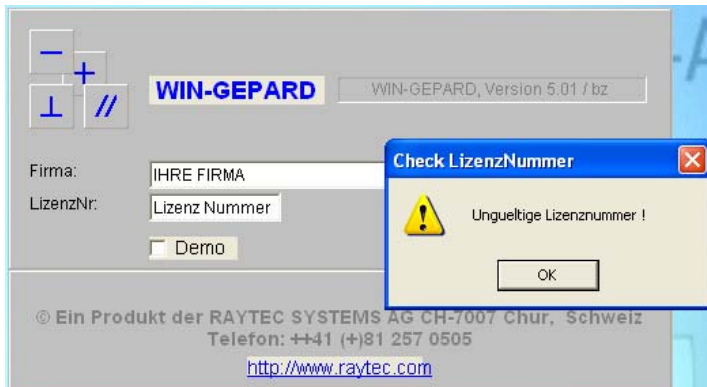 WIN-GEPARD
WIN-GEPARD, Version 5.01 / bz
Firma:
IHRE FIRMA
LizenzNr:
Lizenz Nummer
Demo
Check LizenzNummer
Ungueltige Lizenznummer !
OK
© Ein Produkt der RAYTEC SYSTEMS AG CH-7007 Chur, Schweiz
Telefon: ++41 (+)81 257 0505
http://www.raytec.com